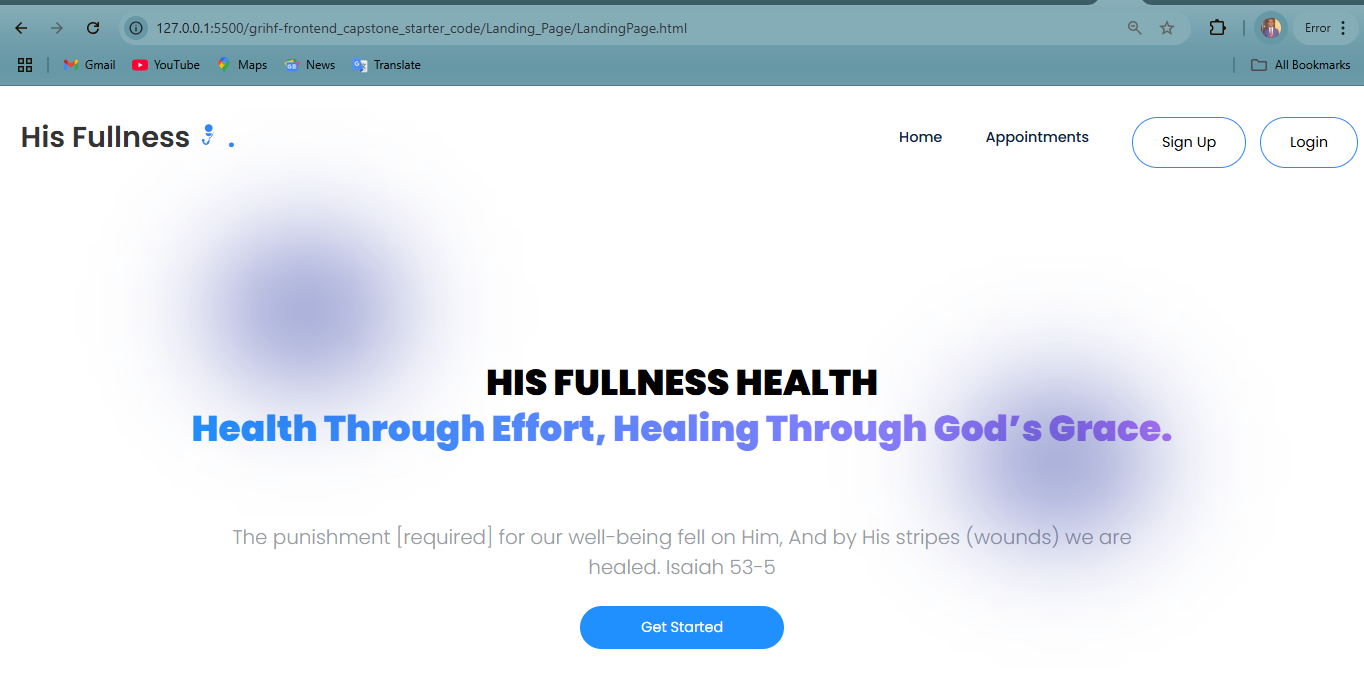 127.0.0.1:5500/grihf-frontend_capstone_starter_code/Landing_Page/LandingPage.html
Error
Gmail YouTube Maps News Translate All Bookmarks
His Fullness .
Home Appointments Sign Up Login
HIS FULLNESS HEALTH
Health Through Effort, Healing Through God’s Grace.
The punishment [required] for our well-being fell on Him, And by His stripes (wounds) we are
healed. Isaiah 53-5
Get Started